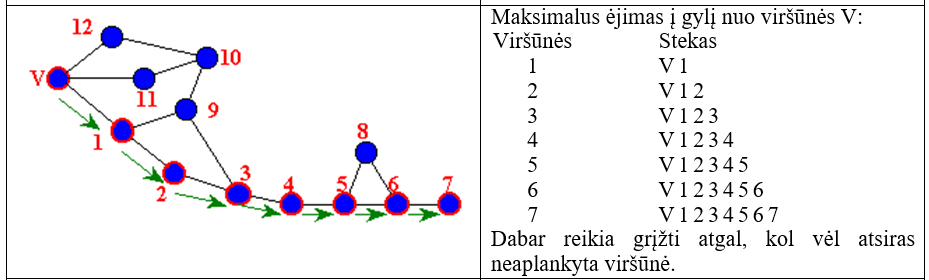 12
V
10
11
9
1
8
2
3
4
5
6
7
Maksimalus ėjimas į gylį nuo viršūnės V:
Viršūnės Stekas
1 V 1
2 V 1 2
3 V 1 2 3
4 V 1 2 3 4
5 V 1 2 3 4 5
6 V 1 2 3 4 5 6
7 V 1 2 3 4 5 6 7
Dabar reikia grįžti atgal, kol vėl atsiras
neaplankyta viršūnė.